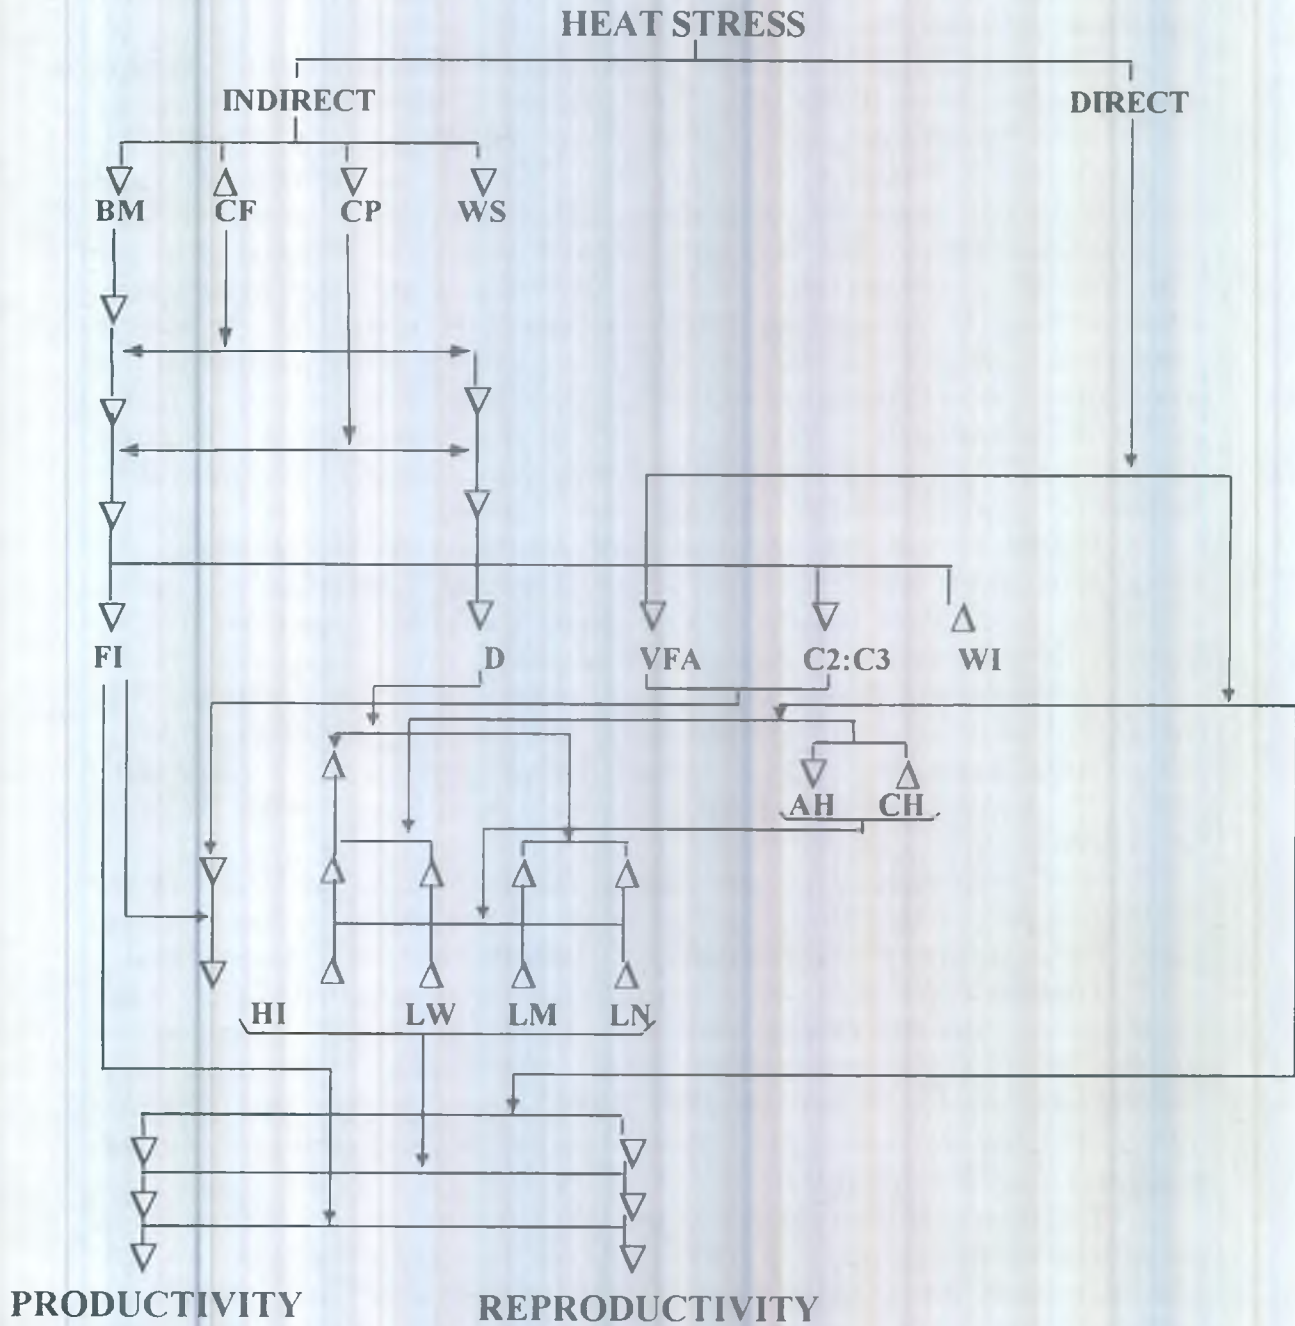 HEAT STRESS
INDIRECT DIRECT
BM CF CP WS
FI D VFA C2:C3 WI
AH CH
HI LW LM LN
PRODUCTIVITY REPRODUCTIVITY